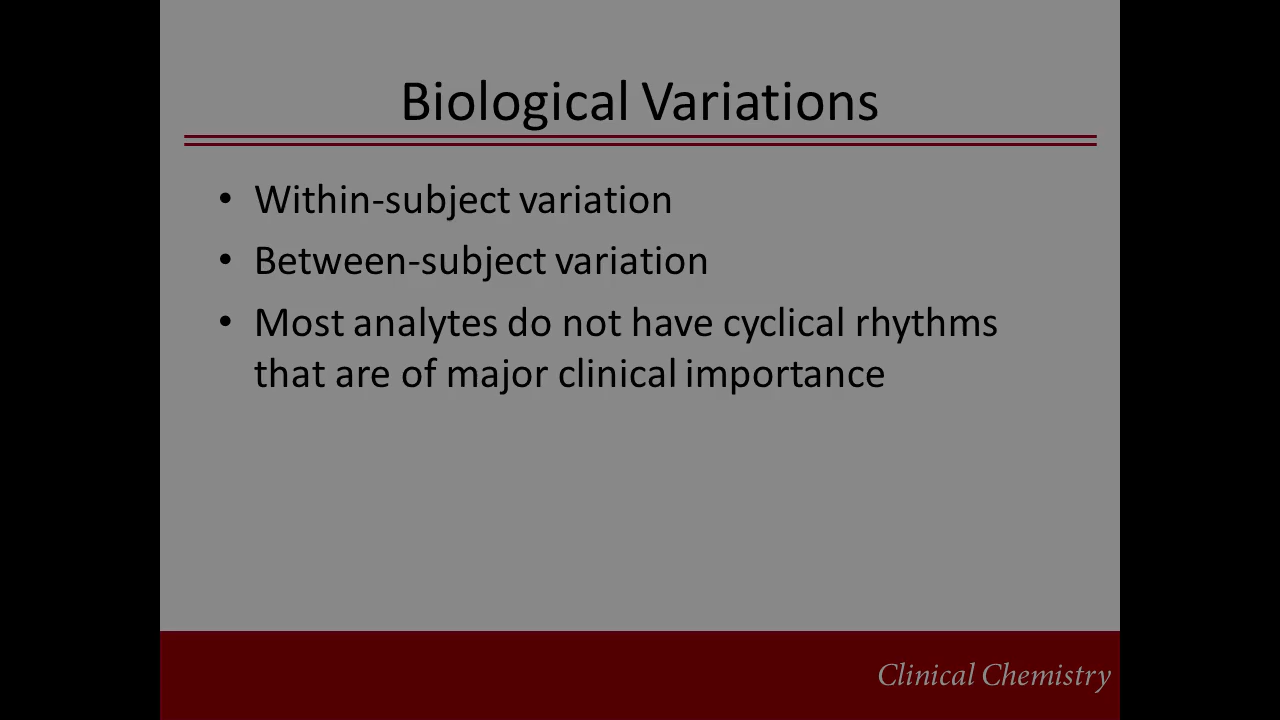 Biological Variations
• Within-subject variation
• Between-subject variation
• Most analytes do not have cyclical rhythms
that are of major clinical importance
Clinical Chemistry